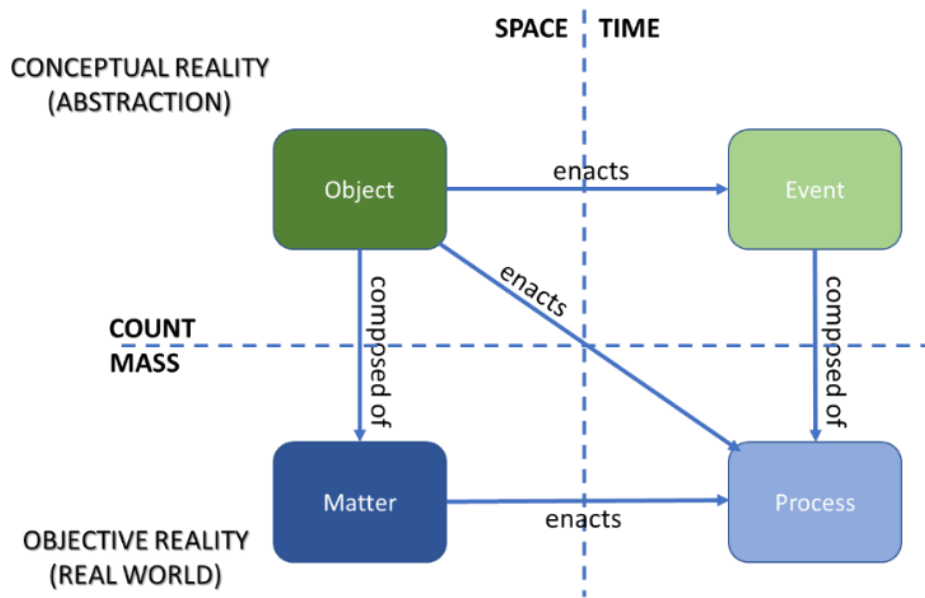 SPACE TIME
CONCEPTUAL REALITY
(ABSTRACTION)
Object
enacts
Event
enacts
composed of
composed of
COUNT
MASS
Matter
enacts
Process
OBJECTIVE REALITY
(REAL WORLD)